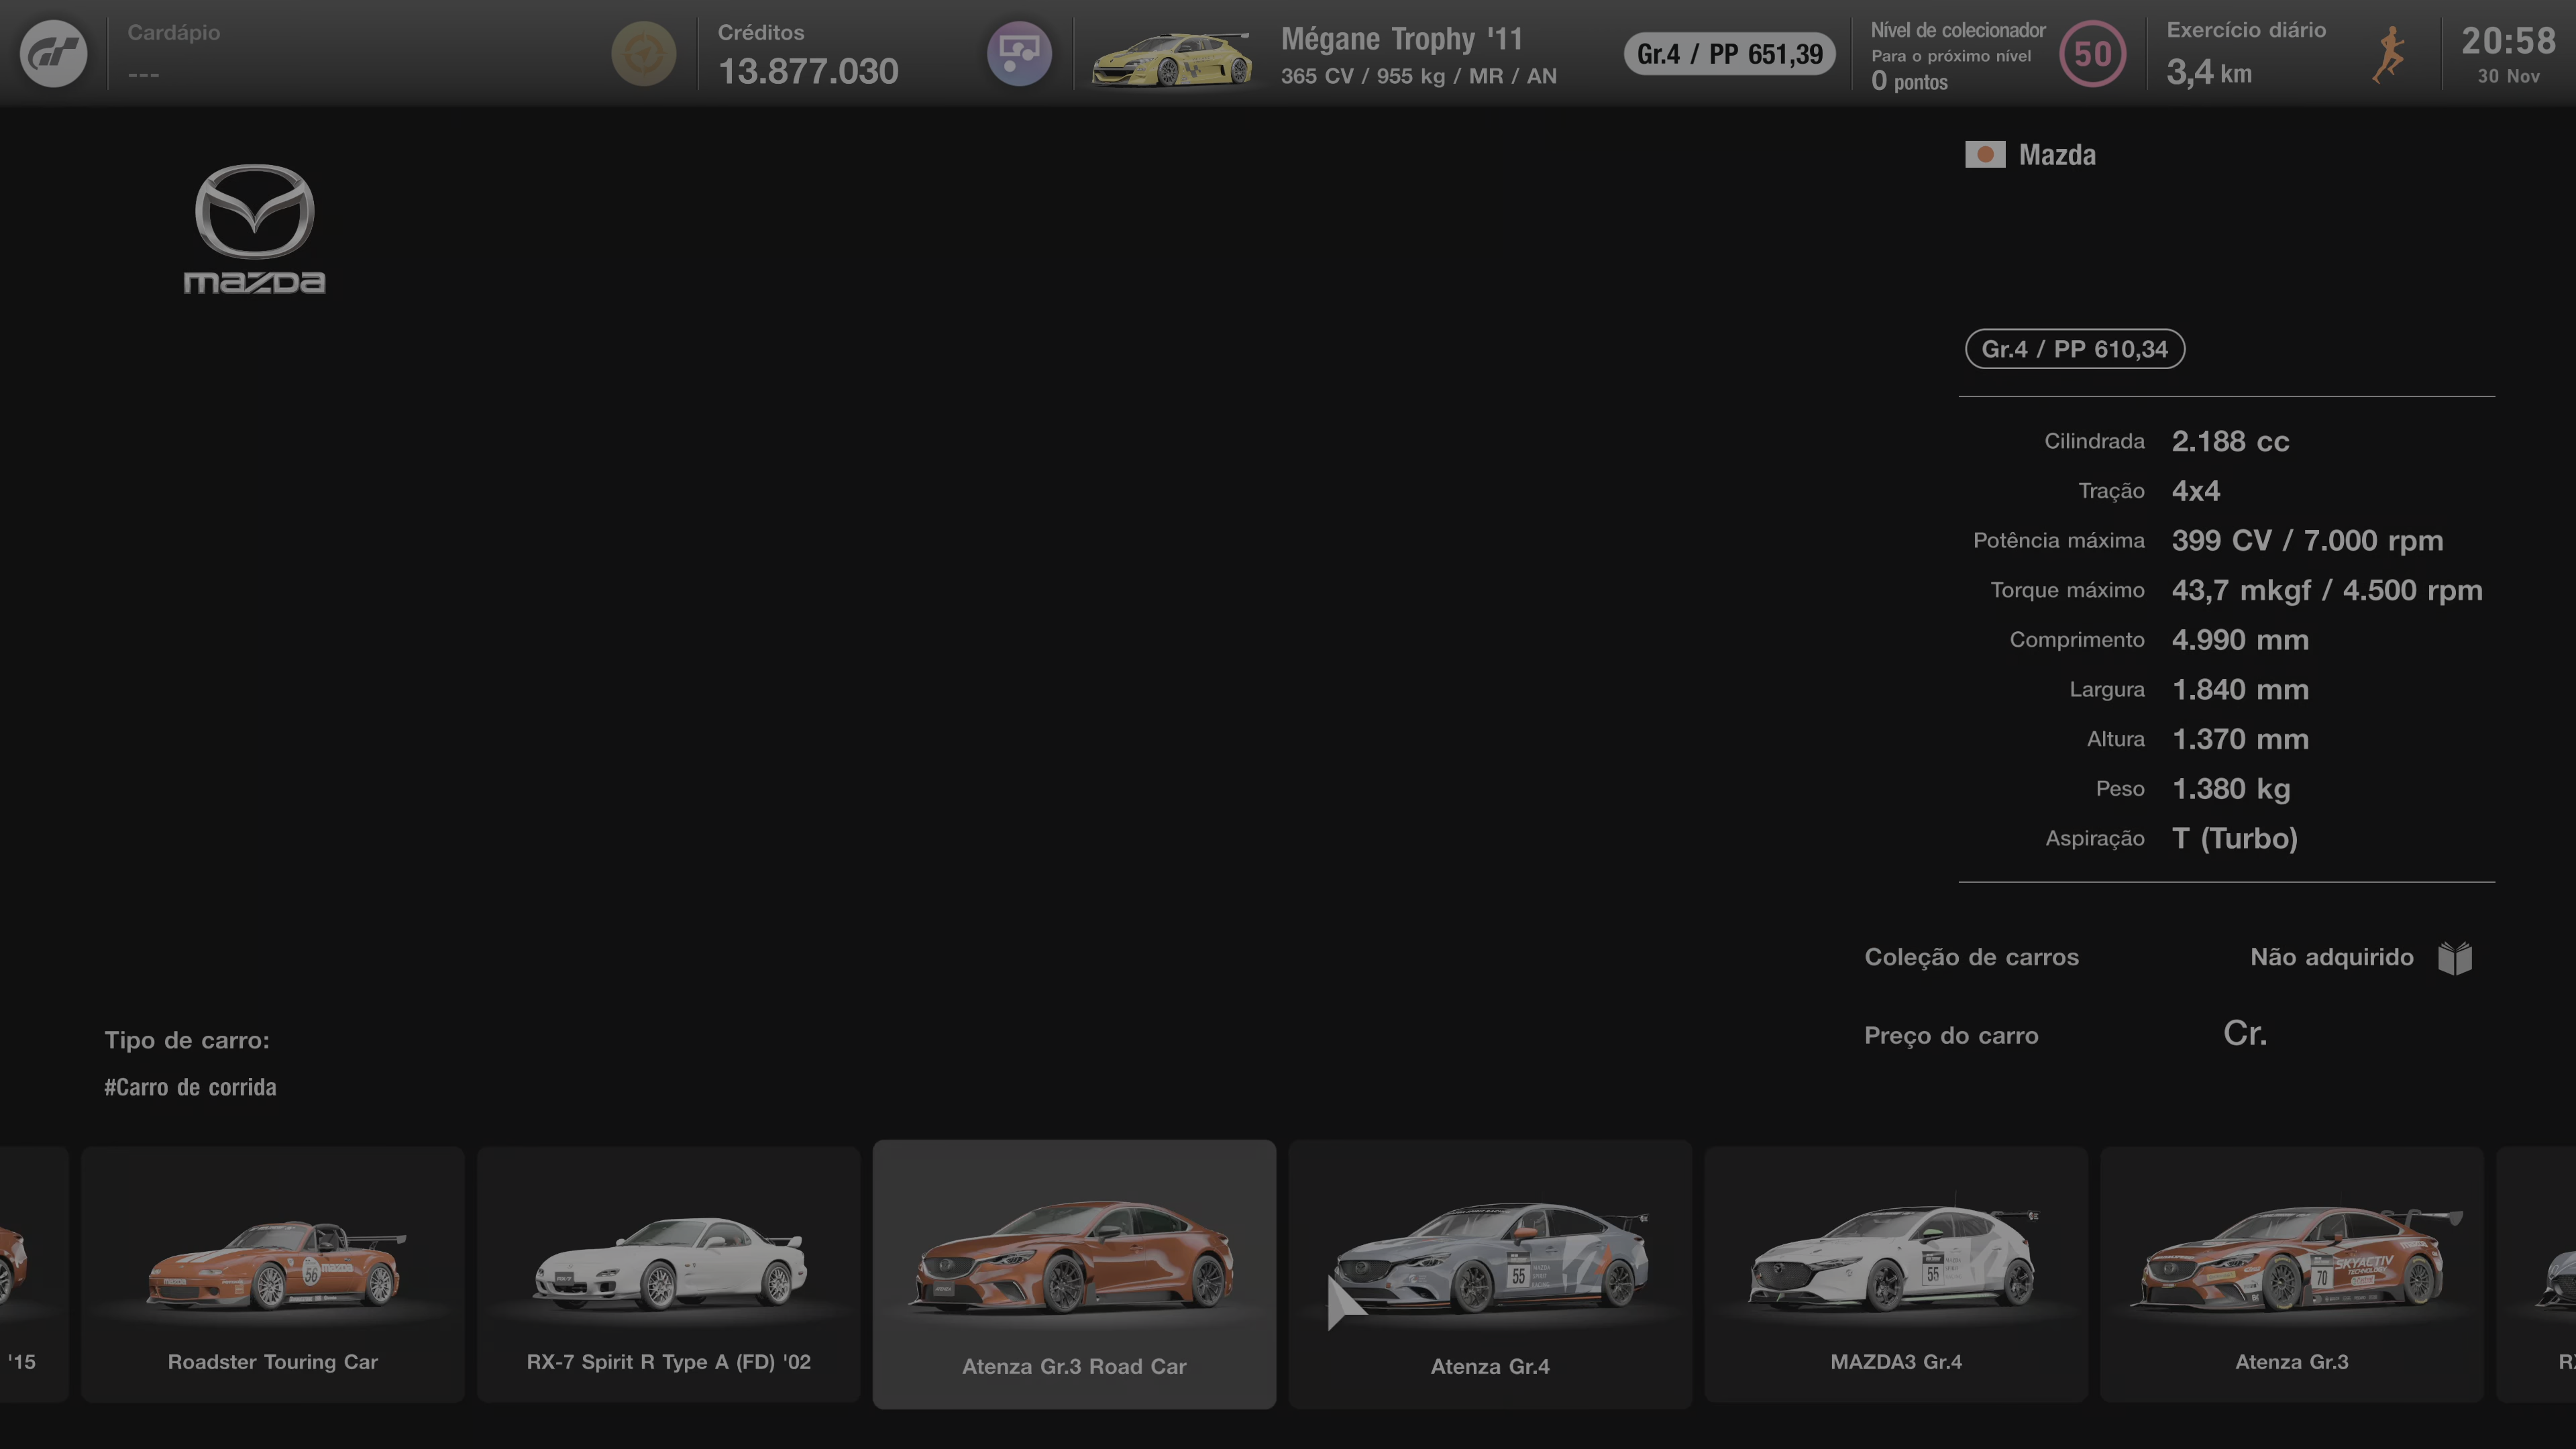 Cardápio
---
Créditos
13.877.030
Mégane Trophy '11
365 CV / 955 kg / MR / AN
Gr.4 / PP 651,39
Nível de colecionador
Para o próximo nível
0 pontos
50
Exercício diário
3,4 km
20:58
30 Nov
mazda
Mazda
Gr.4 / PP 610,34
Cilindrada 2.188 cc
Tração 4x4
Potência máxima 399 CV / 7.000 rpm
Torque máximo 43,7 mkgf / 4.500 rpm
Comprimento 4.990 mm
Largura 1.840 mm
Altura 1.370 mm
Peso 1.380 kg
Aspiração T (Turbo)
Coleção de carros Não adquirido
Preço do carro Cr.
Tipo de carro:
#Carro de corrida
56
55
55
70
SKYACTIV
TECHNOLOGY
'15
Roadster Touring Car
RX-7 Spirit R Type A (FD) '02
Atenza Gr.3 Road Car
Atenza Gr.4
MAZDA3 Gr.4
Atenza Gr.3